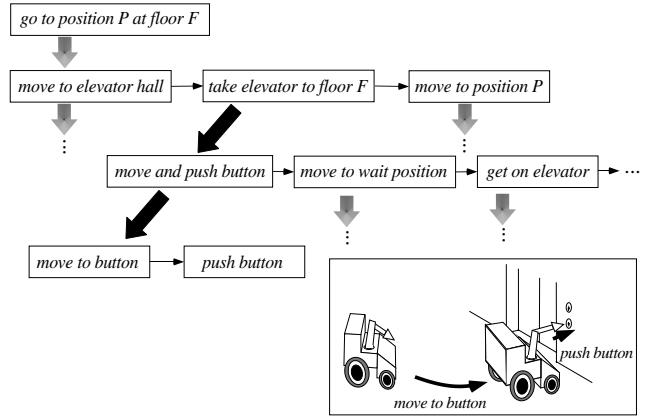 go to position P at floor F
move to elevator hall
take elevator to floor F
move to position P
move and push button
move to wait position
get on elevator
...
move to button
push button
push button
move to button